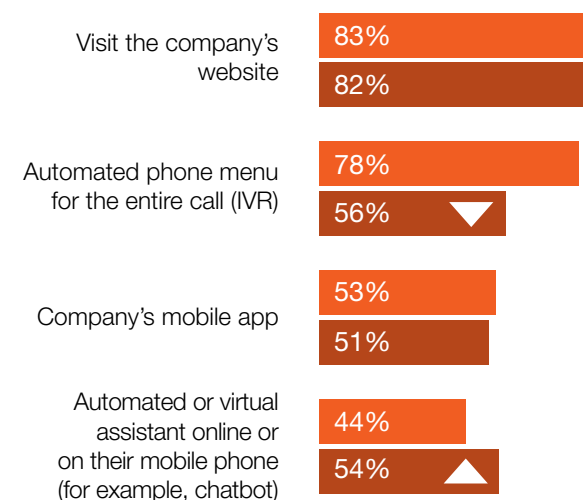 Visit the company’s
website
83%
82%
Automated phone menu
for the entire call (IVR)
78%
56%
Company’s mobile app
53%
51%
Automated or virtual
assistant online or
on their mobile phone
(for example, chatbot)
44%
54%